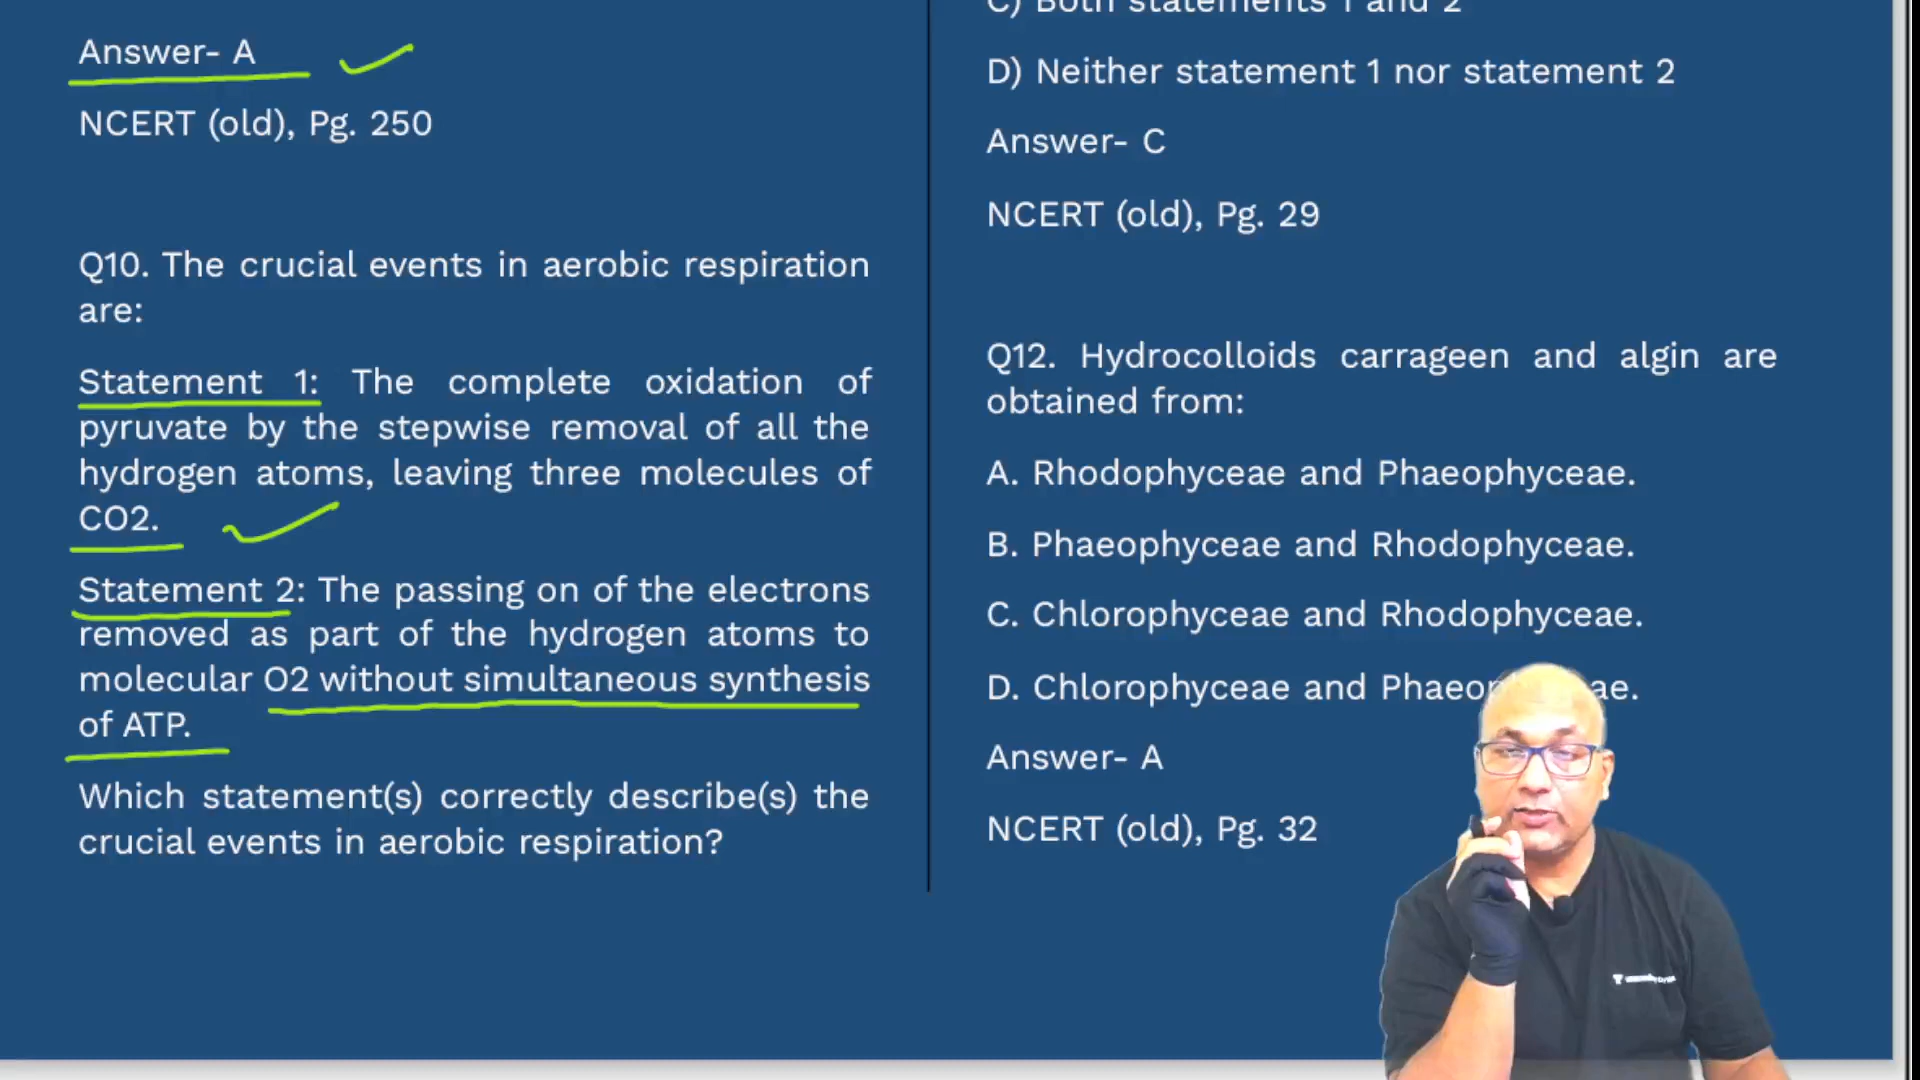 Answer- A
NCERT (old), Pg. 250
Q10. The crucial events in aerobic respiration
are:
Statement 1: The complete oxidation of
pyruvate by the stepwise removal of all the
hydrogen atoms, leaving three molecules of
CO2.
Statement 2: The passing on of the electrons
removed as part of the hydrogen atoms to
molecular O2 without simultaneous synthesis
of ATP.
Which statement(s) correctly describe(s) the
crucial events in aerobic respiration?
C) Both statements 1 and 2
D) Neither statement 1 nor statement 2
Answer- C
NCERT (old), Pg. 29
Q12. Hydrocolloids carrageen and algin are
obtained from:
A. Rhodophyceae and Phaeophyceae.
B. Phaeophyceae and Rhodophyceae.
C. Chlorophyceae and Rhodophyceae.
D. Chlorophyceae and
Answer- A
NCERT (old), Pg. 32